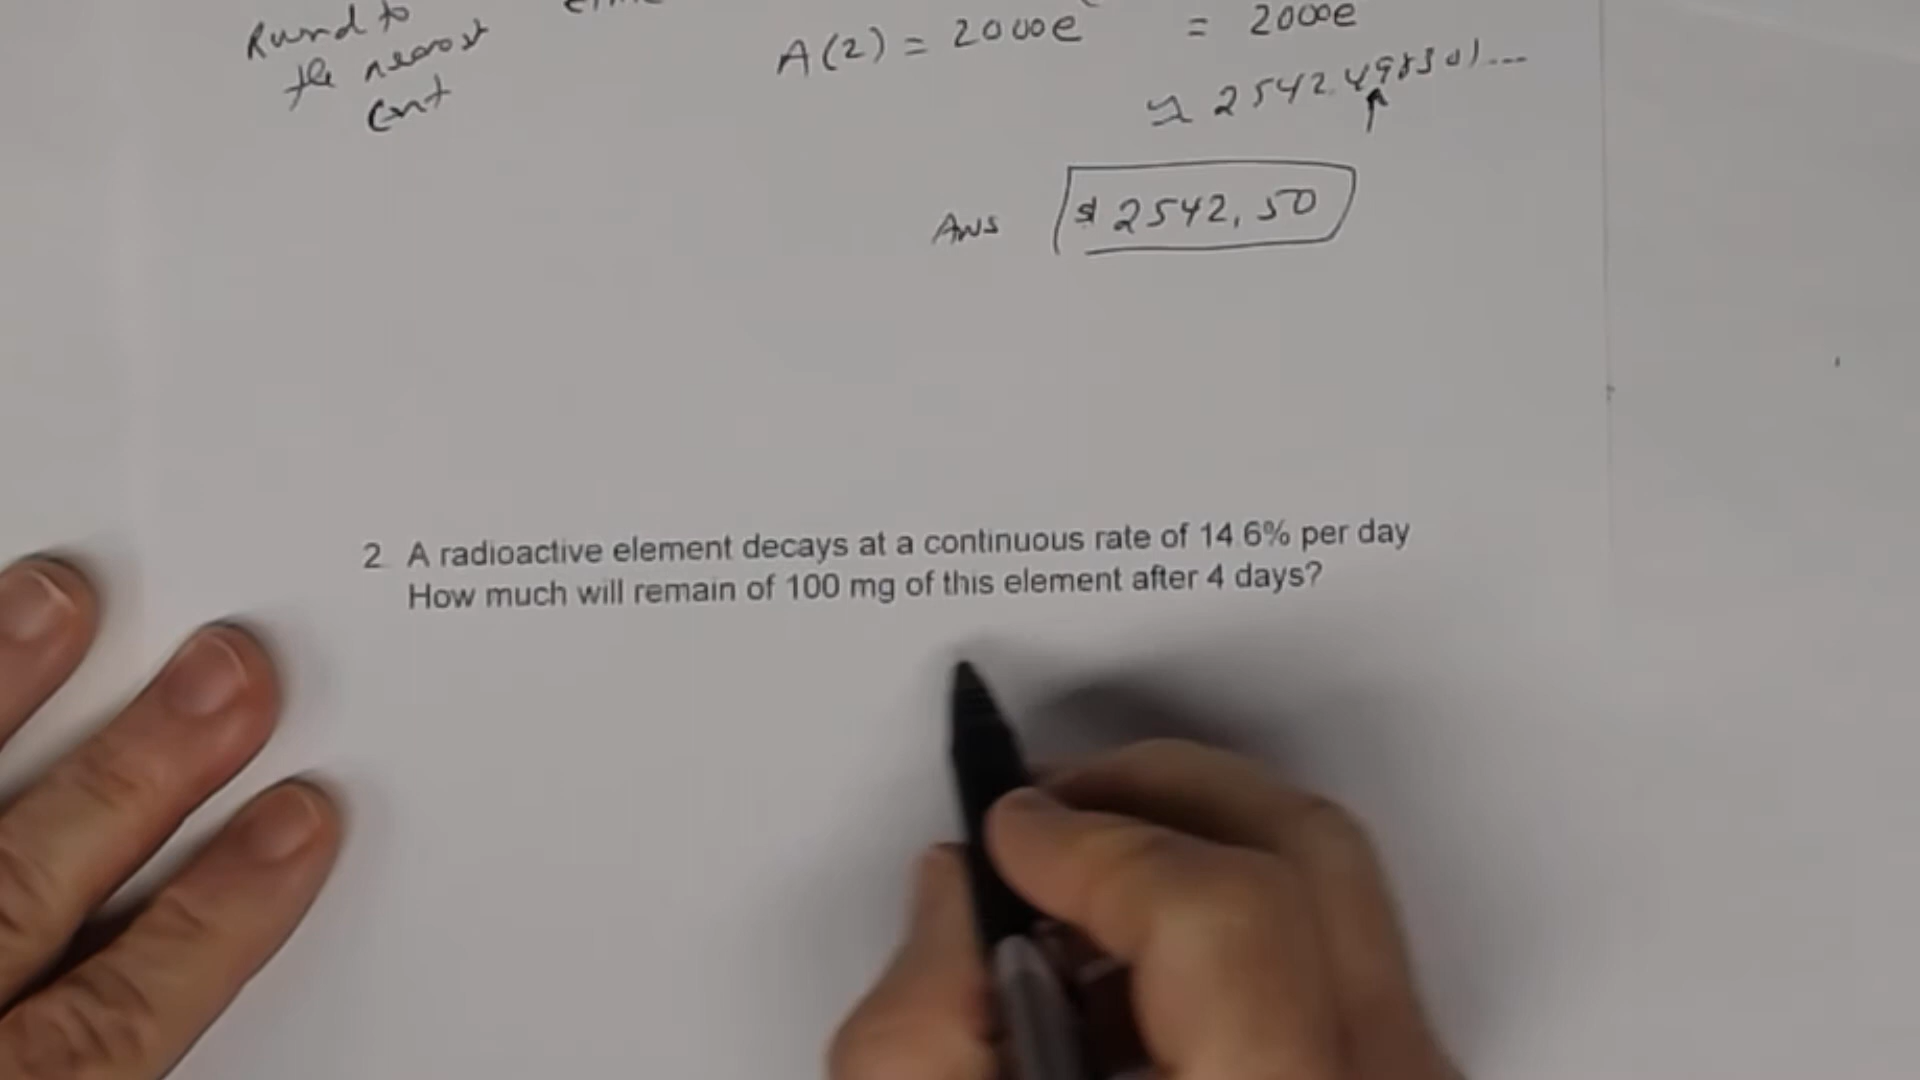 Round to
the nearest
cent
A(2) = 2000e = 2000e
≈ 2542.498301...
Ans $2542.50
2 A radioactive element decays at a continuous rate of 14.6% per day
How much will remain of 100 mg of this element after 4 days?